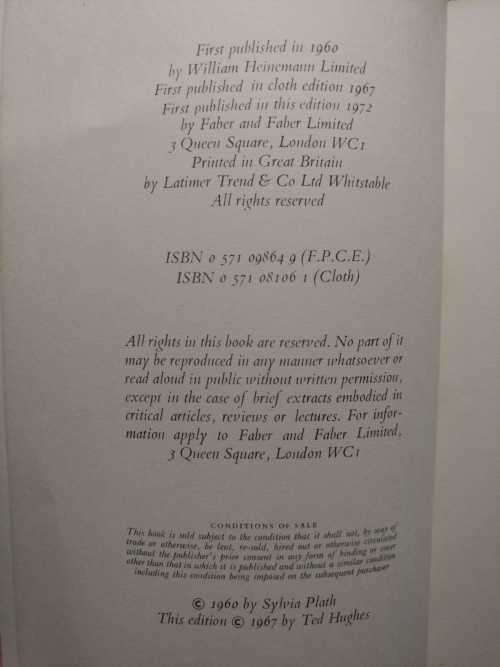 First published in 1960
by William Heinemann Limited
First published in cloth edition 1967
First published in this edition 1972
by Faber and Faber Limited
3 Queen Square, London WC1
Printed in Great Britain
by Latimer Trend & Co Ltd Whitstable
All rights reserved
ISBN 0 571 09864 9 (F.P.C.E.)
ISBN 0 571 08106 1 (Cloth)
All rights in this book are reserved. No part of it
may be reproduced in any manner whatsoever or
read aloud in public without written permission,
except in the case of brief extracts embodied in
critical articles, reviews or lectures. For infor-
mation apply to Faber and Faber Limited,
3 Queen Square, London WC1
CONDITIONS OF SALE
This book is sold subject to the condition that it shall not, by way of
trade or otherwise, be lent, re-sold, hired out or otherwise circulated
without the publisher's prior consent in any form of binding or cover
other than that in which it is published and without a similar condition
including this condition being imposed on the subsequent purchaser
© 1960 by Sylvia Plath
This edition © 1967 by Ted Hughes